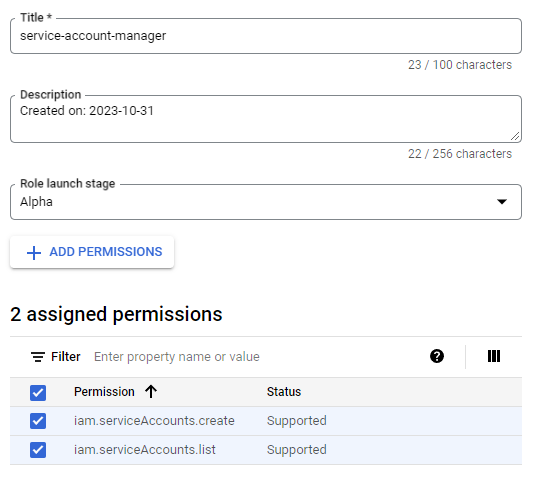 Title *
service-account-manager
23 / 100 characters
Description
Created on: 2023-10-31
22 / 256 characters
Role launch stage
Alpha
ADD PERMISSIONS
2 assigned permissions
Filter Enter property name or value
Permission Status
iam.serviceAccounts.create Supported
iam.serviceAccounts.list Supported